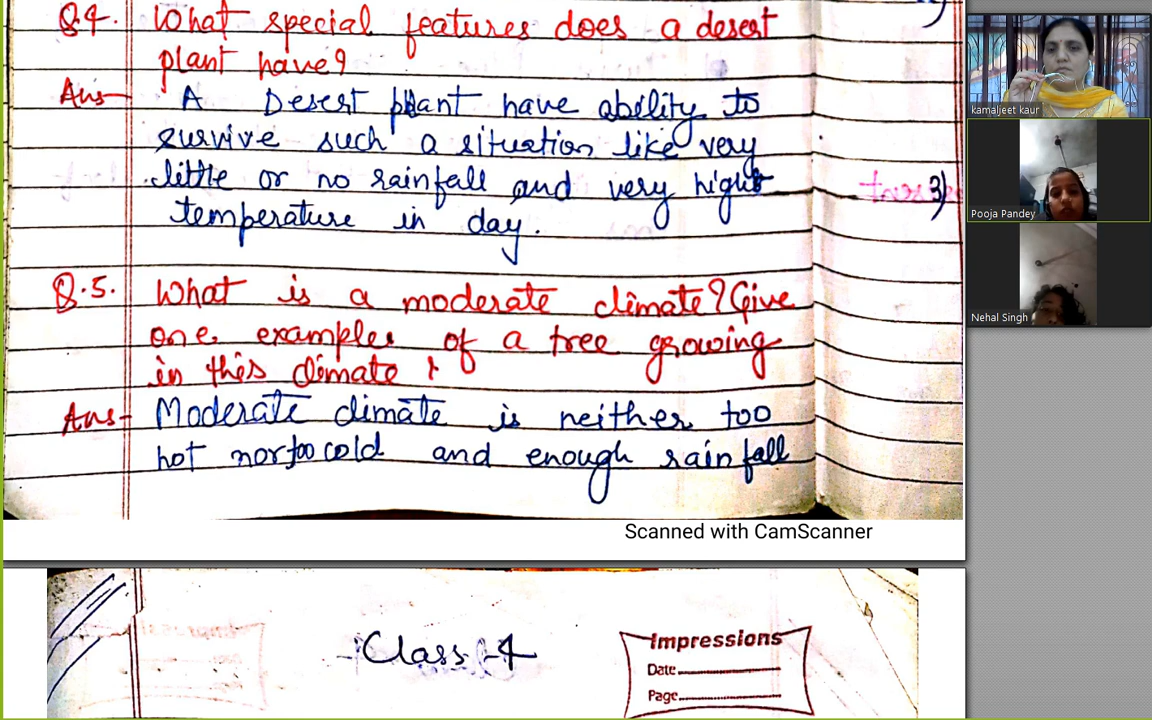 Q.4. What special features does a desert
plant have?
Ans- A Desert plant have ability to
survive such a situation like very
little or no rainfall and very hight
temperature in day.
3)
Q.5. What is a moderate climate? Give
one examples of a tree growing
in this climate ?
Ans- Moderate climate is neither too
hot nor too cold and enough rainfall
Scanned with CamScanner
Class-4
Impressions
Date
Page
kamaljeet kaur
Pooja Pandey
Nehal Singh